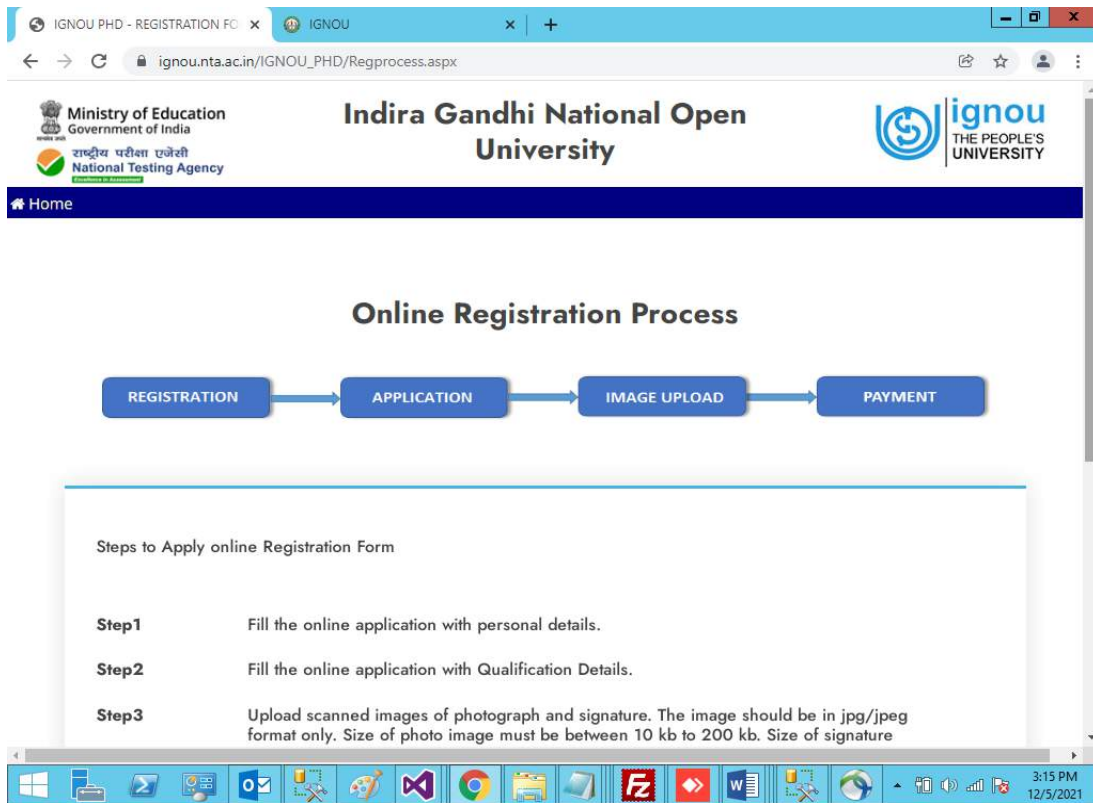 IGNOU PHD - REGISTRATION FO
IGNOU
ignou.nta.ac.in/IGNOU_PHD/Regprocess.aspx
Ministry of Education
Government of India
राष्ट्रीय परीक्षा एजेंसी
National Testing Agency
Excellence in Assessment
Indira Gandhi National Open
University
ignou
THE PEOPLE'S
UNIVERSITY
Home
Online Registration Process
REGISTRATION
APPLICATION
IMAGE UPLOAD
PAYMENT
Steps to Apply online Registration Form
Step1 Fill the online application with personal details.
Step2 Fill the online application with Qualification Details.
Step3 Upload scanned images of photograph and signature. The image should be in jpg/jpeg
format only. Size of photo image must be between 10 kb to 200 kb. Size of signature
3:15 PM
12/5/2021